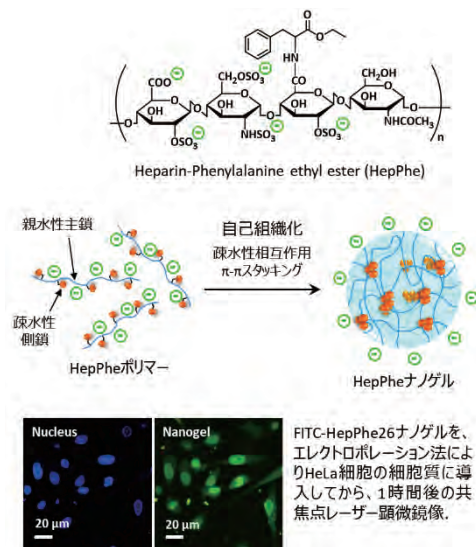 COO
CH₂OSO₃
NH
CO
CH₂OH
OH
OSO₃
NHSO₃
OSO₃
NHCOCH₃
n
Heparin-Phenylalanine ethyl ester (HepPhe)
親水性主鎖
疎水性
側鎖
HepPheポリマー
自己組織化
疎水性相互作用
π-πスタッキング
HepPheナノゲル
Nucleus
20 μm
Nanogel
20 μm
FITC-HepPhe26ナノゲルを、
エレクトロポレーション法によ
りHeLa細胞の細胞質に導
入してから、1時間後の共
焦点レーザー顕微鏡像.